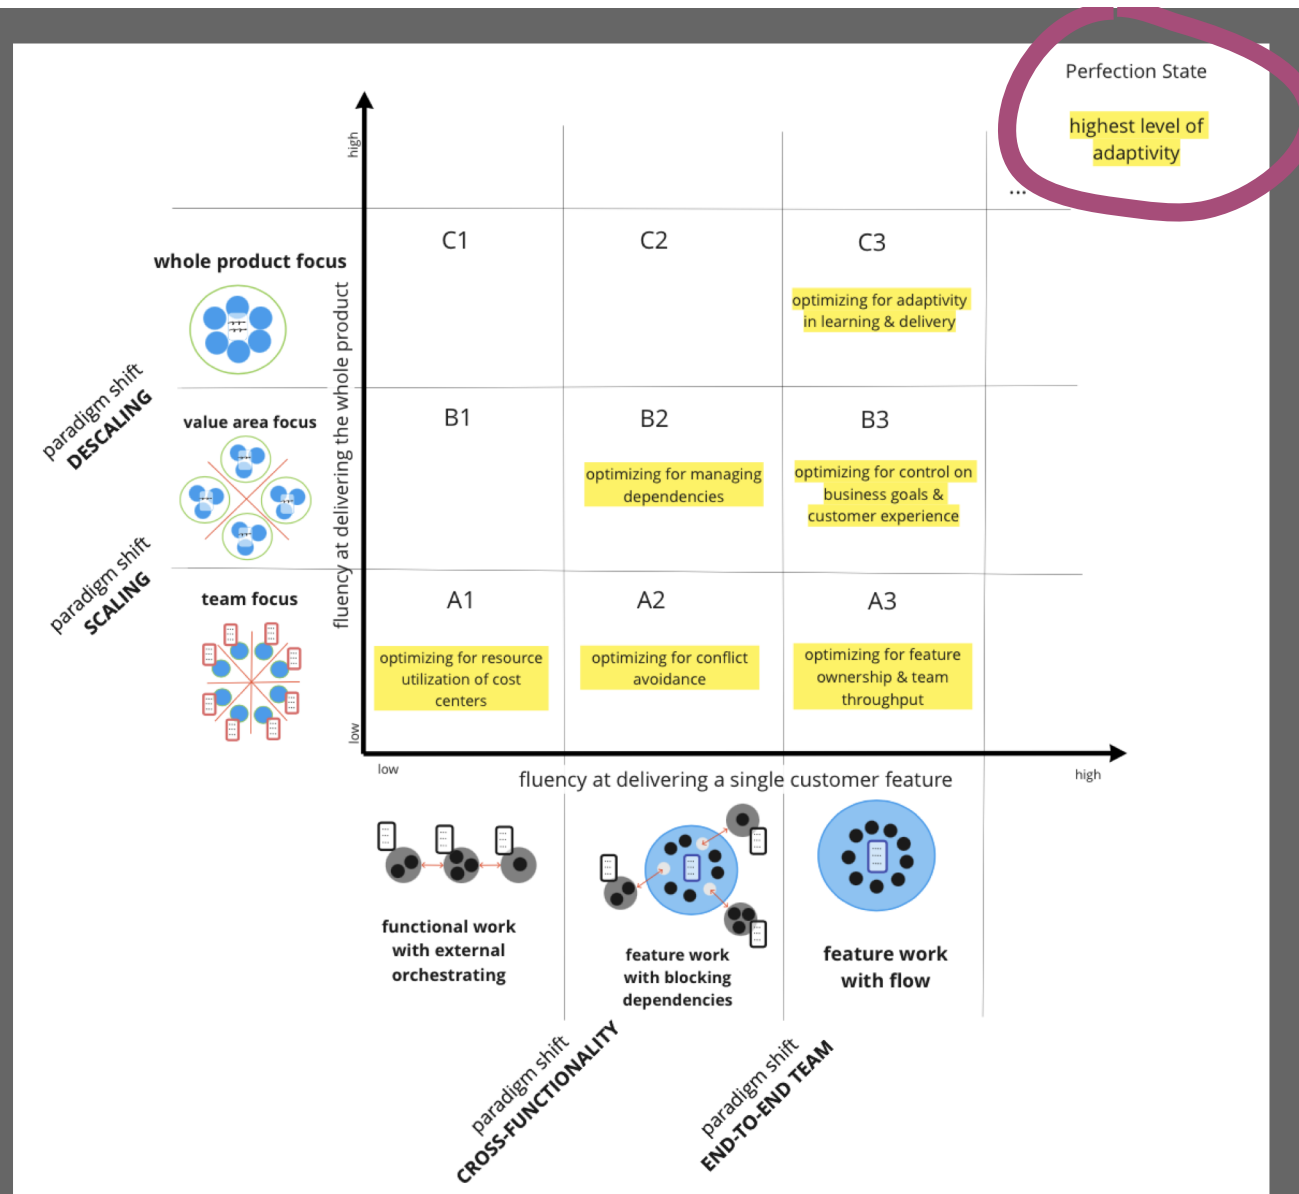 Perfection State
highest level of
adaptivity
...
high
C1
C2
C3
whole product focus
optimizing for adaptivity
in learning & delivery
fluency at delivering the whole product
paradigm shift
DESCALING
B1
B2
B3
value area focus
optimizing for managing
dependencies
optimizing for control on
business goals &
customer experience
paradigm shift
SCALING
A1
A2
A3
team focus
optimizing for resource
utilization of cost
centers
optimizing for conflict
avoidance
optimizing for feature
ownership & team
throughput
low
low
fluency at delivering a single customer feature
high
functional work
with external
orchestrating
feature work
with blocking
dependencies
feature work
with flow
paradigm shift
CROSS-FUNCTIONALITY
paradigm shift
END-TO-END TEAM